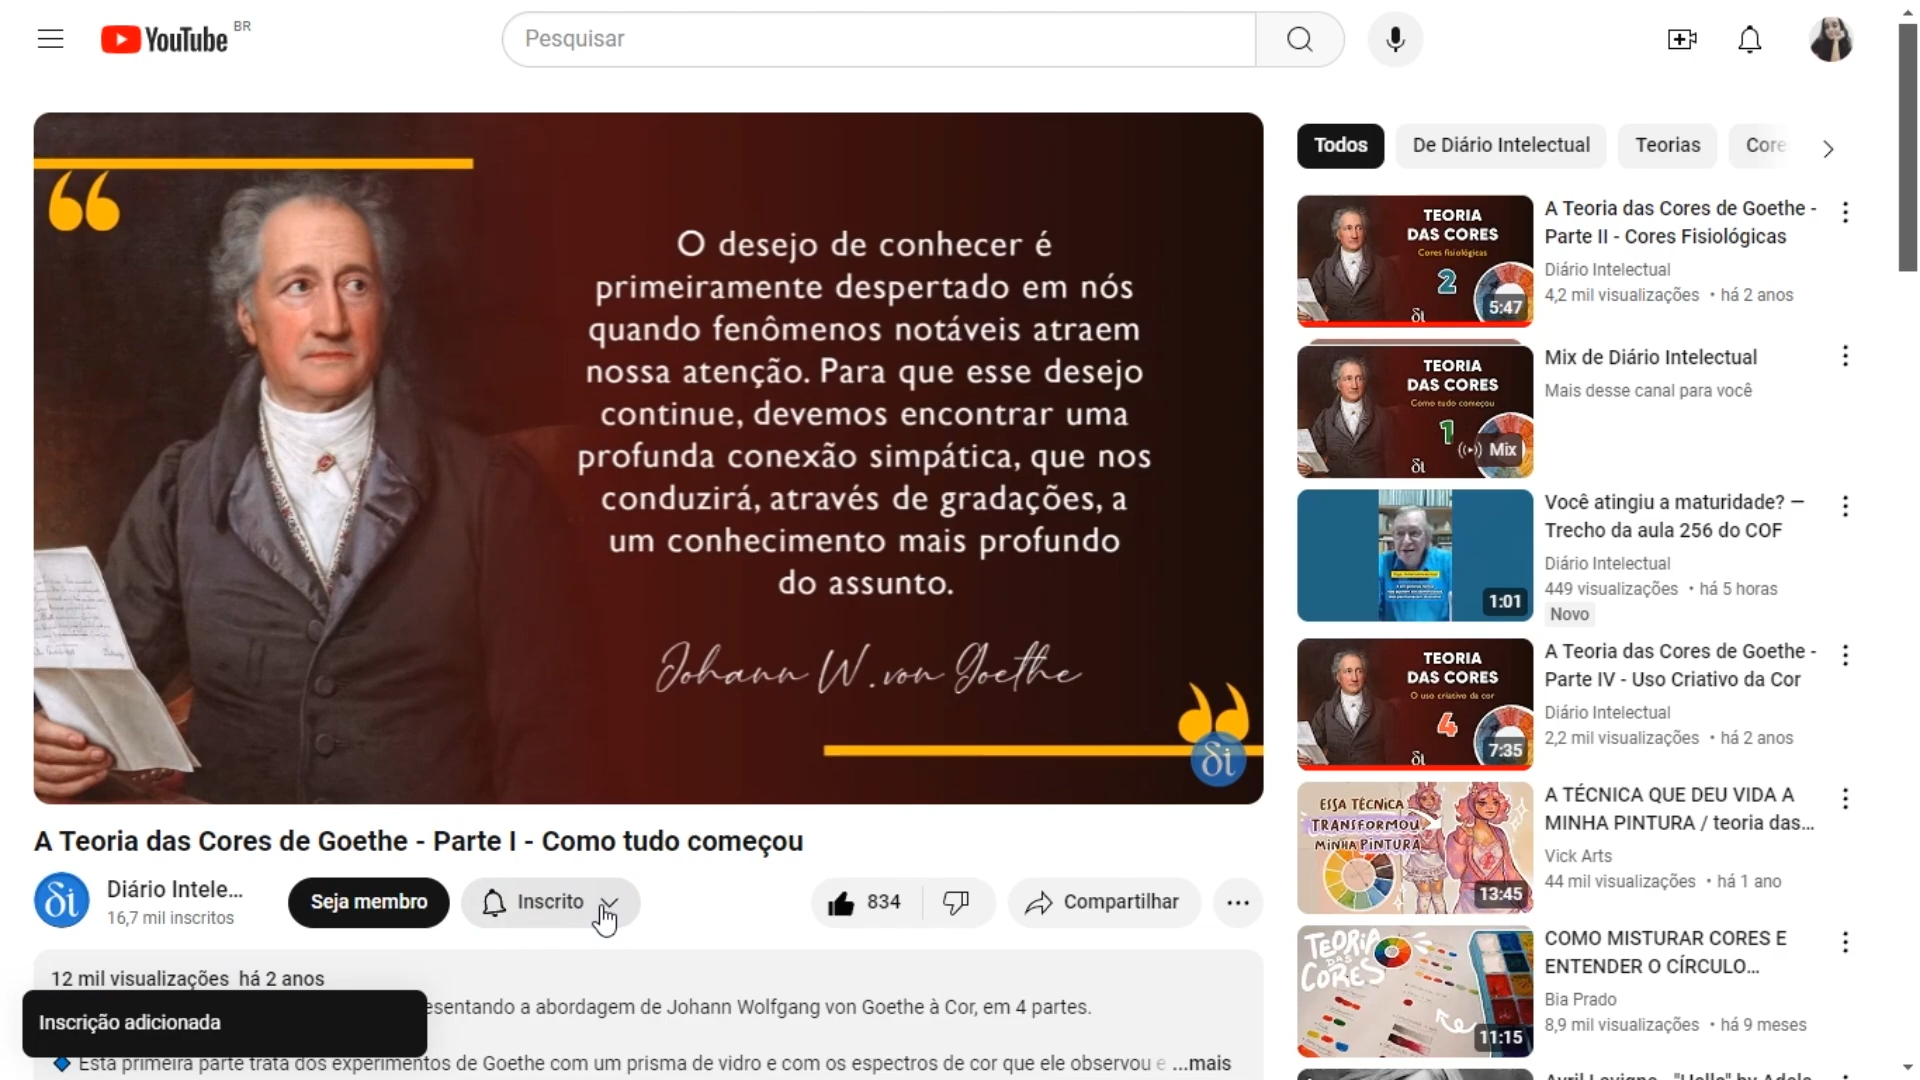 YouTube BR
Pesquisar
“
O desejo de conhecer é
primeiramente despertado em nós
quando fenômenos notáveis atraem
nossa atenção. Para que esse desejo
continue, devemos encontrar uma
profunda conexão simpática, que nos
conduzirá, através de gradações, a
um conhecimento mais profundo
do assunto.
Johann W. von Goethe
”
δi
A Teoria das Cores de Goethe - Parte I - Como tudo começou
δi
Diário Intele...
16,7 mil inscritos
Seja membro
Inscrito
834
Compartilhar
12 mil visualizações há 2 anos
esentando a abordagem de Johann Wolfgang von Goethe à Cor, em 4 partes.
Inscrição adicionada
Esta primeira parte trata dos experimentos de Goethe com um prisma de vidro e com os espectros de cor que ele observou e ...mais
Todos
De Diário Intelectual
Teorias
Core
TEORIA
DAS CORES
Cores fisiológicas
2
5:47
δi
A Teoria das Cores de Goethe -
Parte II - Cores Fisiológicas
Diário Intelectual
4,2 mil visualizações • há 2 anos
TEORIA
DAS CORES
Como tudo começou
1
Mix
δi
Mix de Diário Intelectual
Mais desse canal para você
1:01
Você atingiu a maturidade? —
Trecho da aula 256 do COF
Diário Intelectual
449 visualizações • há 5 horas
Novo
TEORIA
DAS CORES
O uso criativo da cor
4
7:35
δi
A Teoria das Cores de Goethe -
Parte IV - Uso Criativo da Cor
Diário Intelectual
2,2 mil visualizações • há 2 anos
ESSA TÉCNICA
TRANSFORMOU
MINHA PINTURA
13:45
A TÉCNICA QUE DEU VIDA A
MINHA PINTURA / teoria das...
Vick Arts
44 mil visualizações • há 1 ano
TEORIA
DAS
CORES
11:15
COMO MISTURAR CORES E
ENTENDER O CÍRCULO...
Bia Prado
8,9 mil visualizações • há 9 meses
Avril Lavigne - "Hello" by Adele